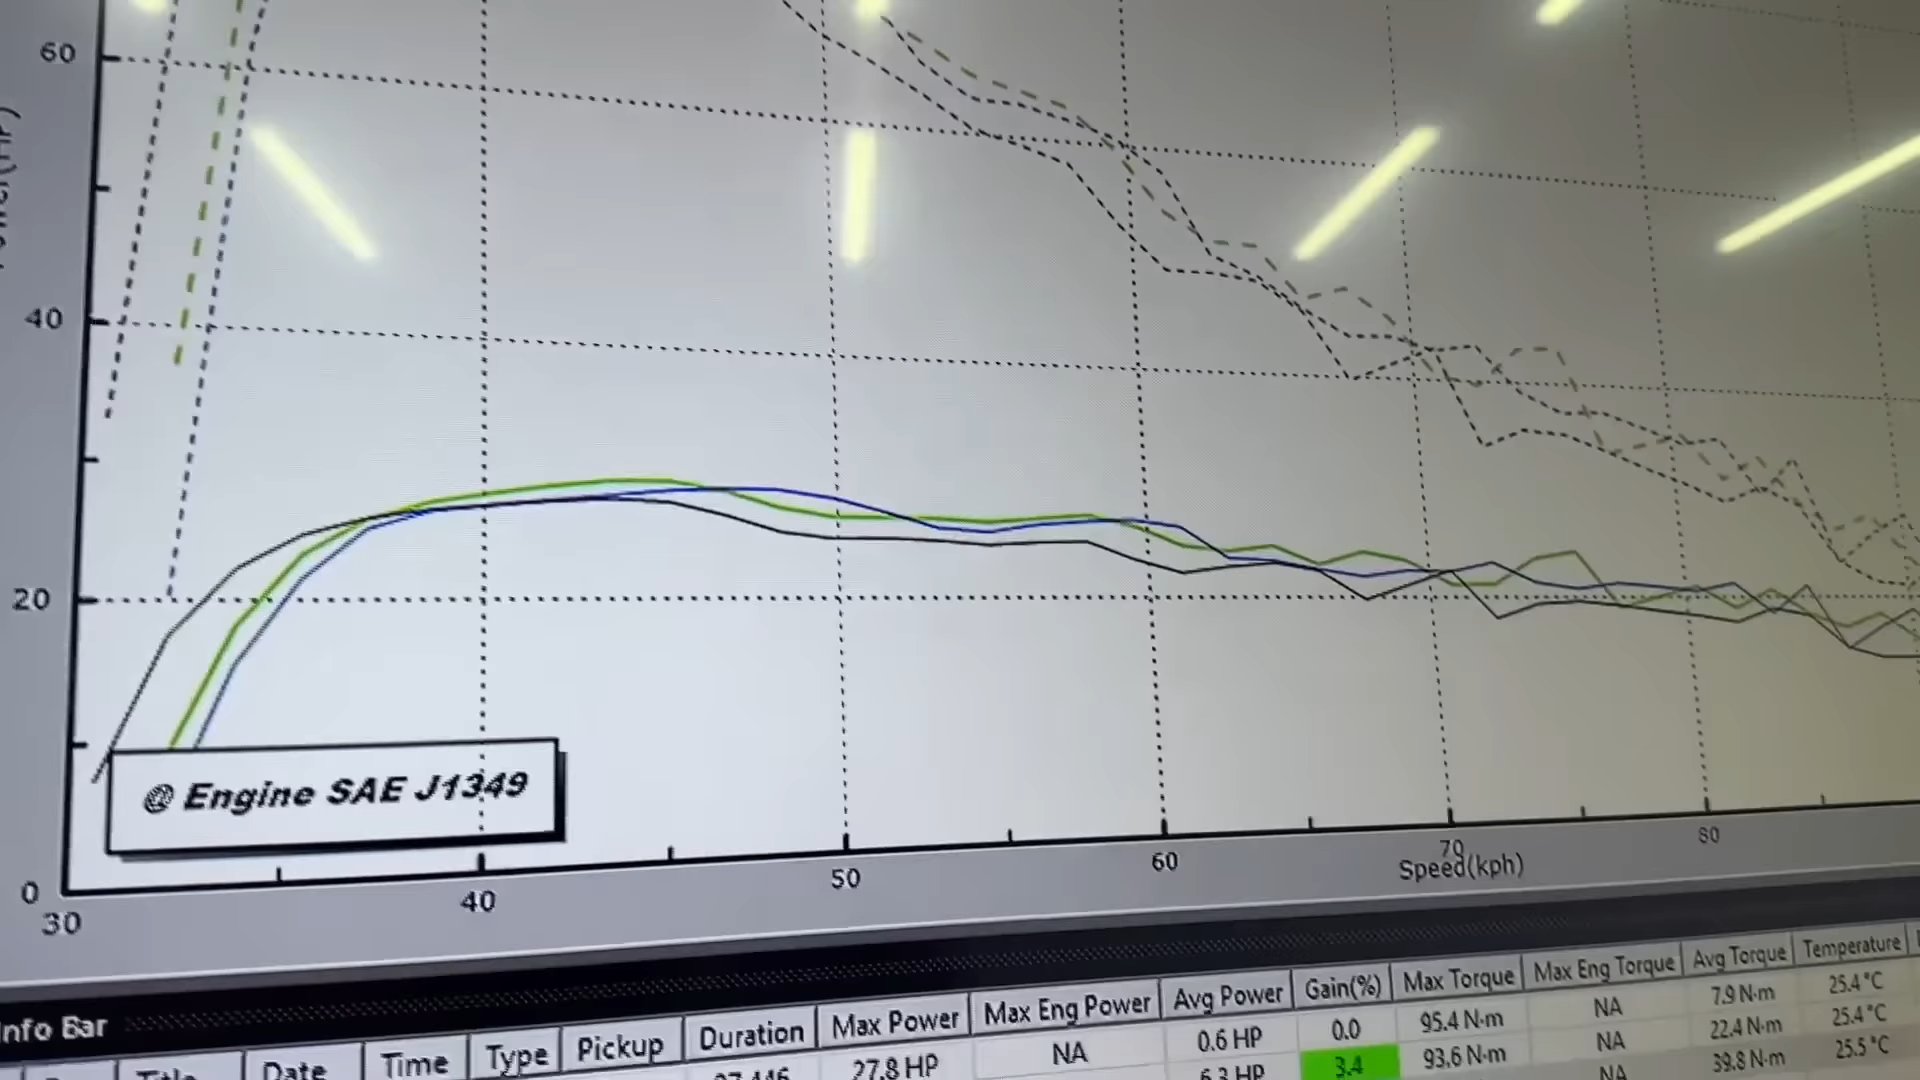 60
40
20
0
30
40
50
60
70
80
Speed(kph)
@ Engine SAE J1349
Info Bar
Date Time Type Pickup Duration Max Power Max Eng Power Avg Power Gain(%) Max Torque Max Eng Torque Avg Torque Temperature
27.8 HP NA 0.6 HP 0.0 95.4 N·m NA 7.9 N·m 25.4 °C
3.4 93.6 N·m NA 22.4 N·m 25.4 °C
NA 39.8 N·m 25.5 °C